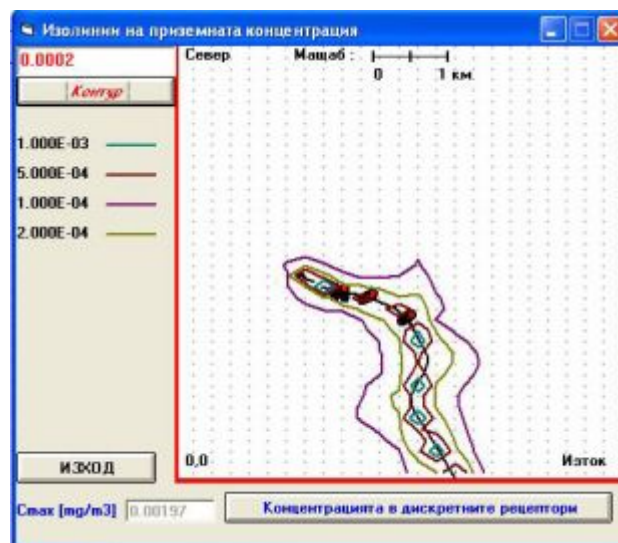 Изолинии на приземната концентрация
0.0002
Контур
1.000E-03
5.000E-04
1.000E-04
2.000E-04
ИЗХОД
Север Мащаб :
0 1 км.
0,0 Изток
Cmax [mg/m3] 0.00197 Концентрацията в дискретните рецептори